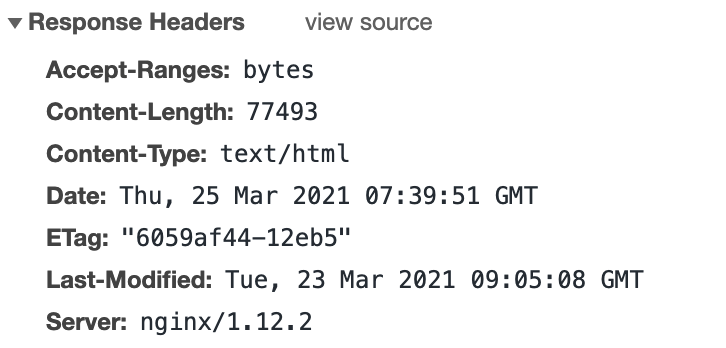 Response Headers view source
Accept-Ranges: bytes
Content-Length: 77493
Content-Type: text/html
Date: Thu, 25 Mar 2021 07:39:51 GMT
ETag: "6059af44-12eb5"
Last-Modified: Tue, 23 Mar 2021 09:05:08 GMT
Server: nginx/1.12.2